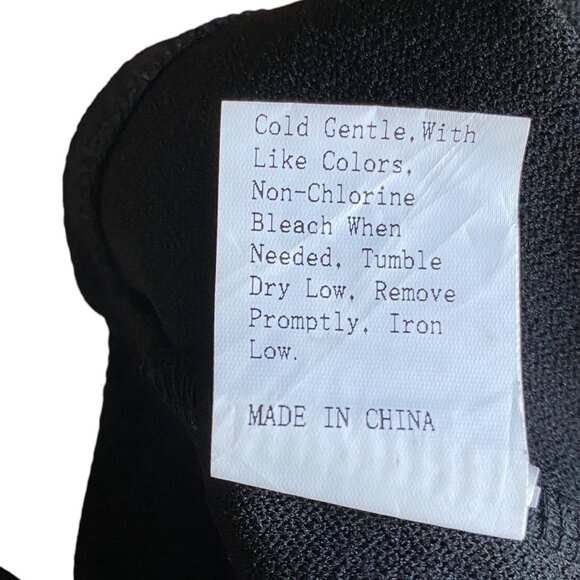 Cold Gentle, With
Like Colors,
Non-Chlorine
Bleach When
Needed, Tumble
Dry Low, Remove
Promptly, Iron
Low.
MADE IN CHINA